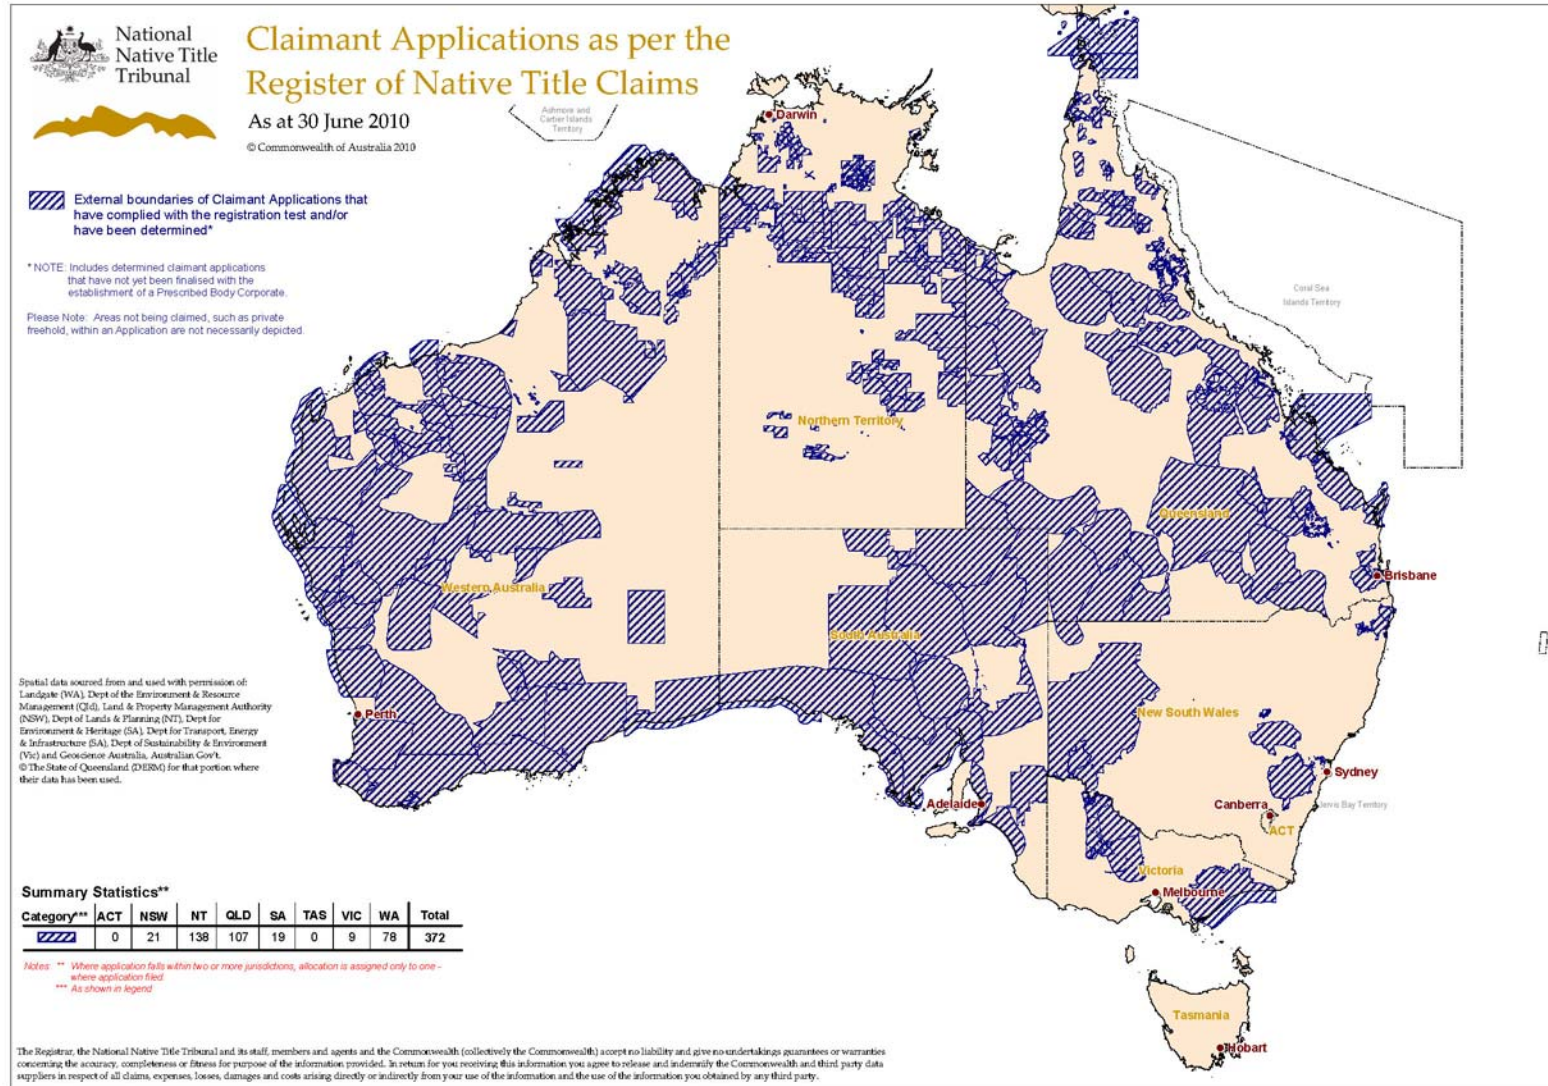 National
Native Title
Tribunal
Claimant Applications as per the
Register of Native Title Claims
As at 30 June 2010
© Commonwealth of Australia 2010
External boundaries of Claimant Applications that
have complied with the registration test and/or
have been determined*
* NOTE: Includes determined claimant applications
that have not yet been finalised with the
establishment of a Prescribed Body Corporate.
Please Note: Areas not being claimed, such as private
freehold, within an Application are not necessarily depicted.
Ashmore and
Cartier Islands
Territory
Darwin
Coral Sea
Islands Territory
Northern Territory
Queensland
Western Australia
Brisbane
South Australia
Perth
New South Wales
Sydney
Adelaide
Canberra
Jervis Bay Territory
ACT
Victoria
Melbourne
Tasmania
Hobart
Spatial data sourced from and used with permission of:
Landgate (WA), Dept of the Environment & Resource
Management (Qld), Land & Property Management Authority
(NSW), Dept of Lands & Planning (NT), Dept for
Environment & Heritage (SA), Dept for Transport, Energy
& Infrastructure (SA), Dept of Sustainability & Environment
(Vic) and Geoscience Australia, Australian Gov't.
© The State of Queensland (DERM) for that portion where
their data has been used.
Summary Statistics**
Category*** ACT NSW NT QLD SA TAS VIC WA Total
0 21 138 107 19 0 9 78 372
Notes: ** Where application falls within two or more jurisdictions, allocation is assigned only to one -
where application filed.
*** As shown in legend
The Registrar, the National Native Title Tribunal and its staff, members and agents and the Commonwealth (collectively the Commonwealth) accept no liability and give no undertakings guarantees or warranties
concerning the accuracy, completeness or fitness for purpose of the information provided. In return for you receiving this information you agree to release and indemnify the Commonwealth and third party data
suppliers in respect of all claims, expenses, losses, damages and costs arising directly or indirectly from your use of the information and the use of the information you obtained by any third party.